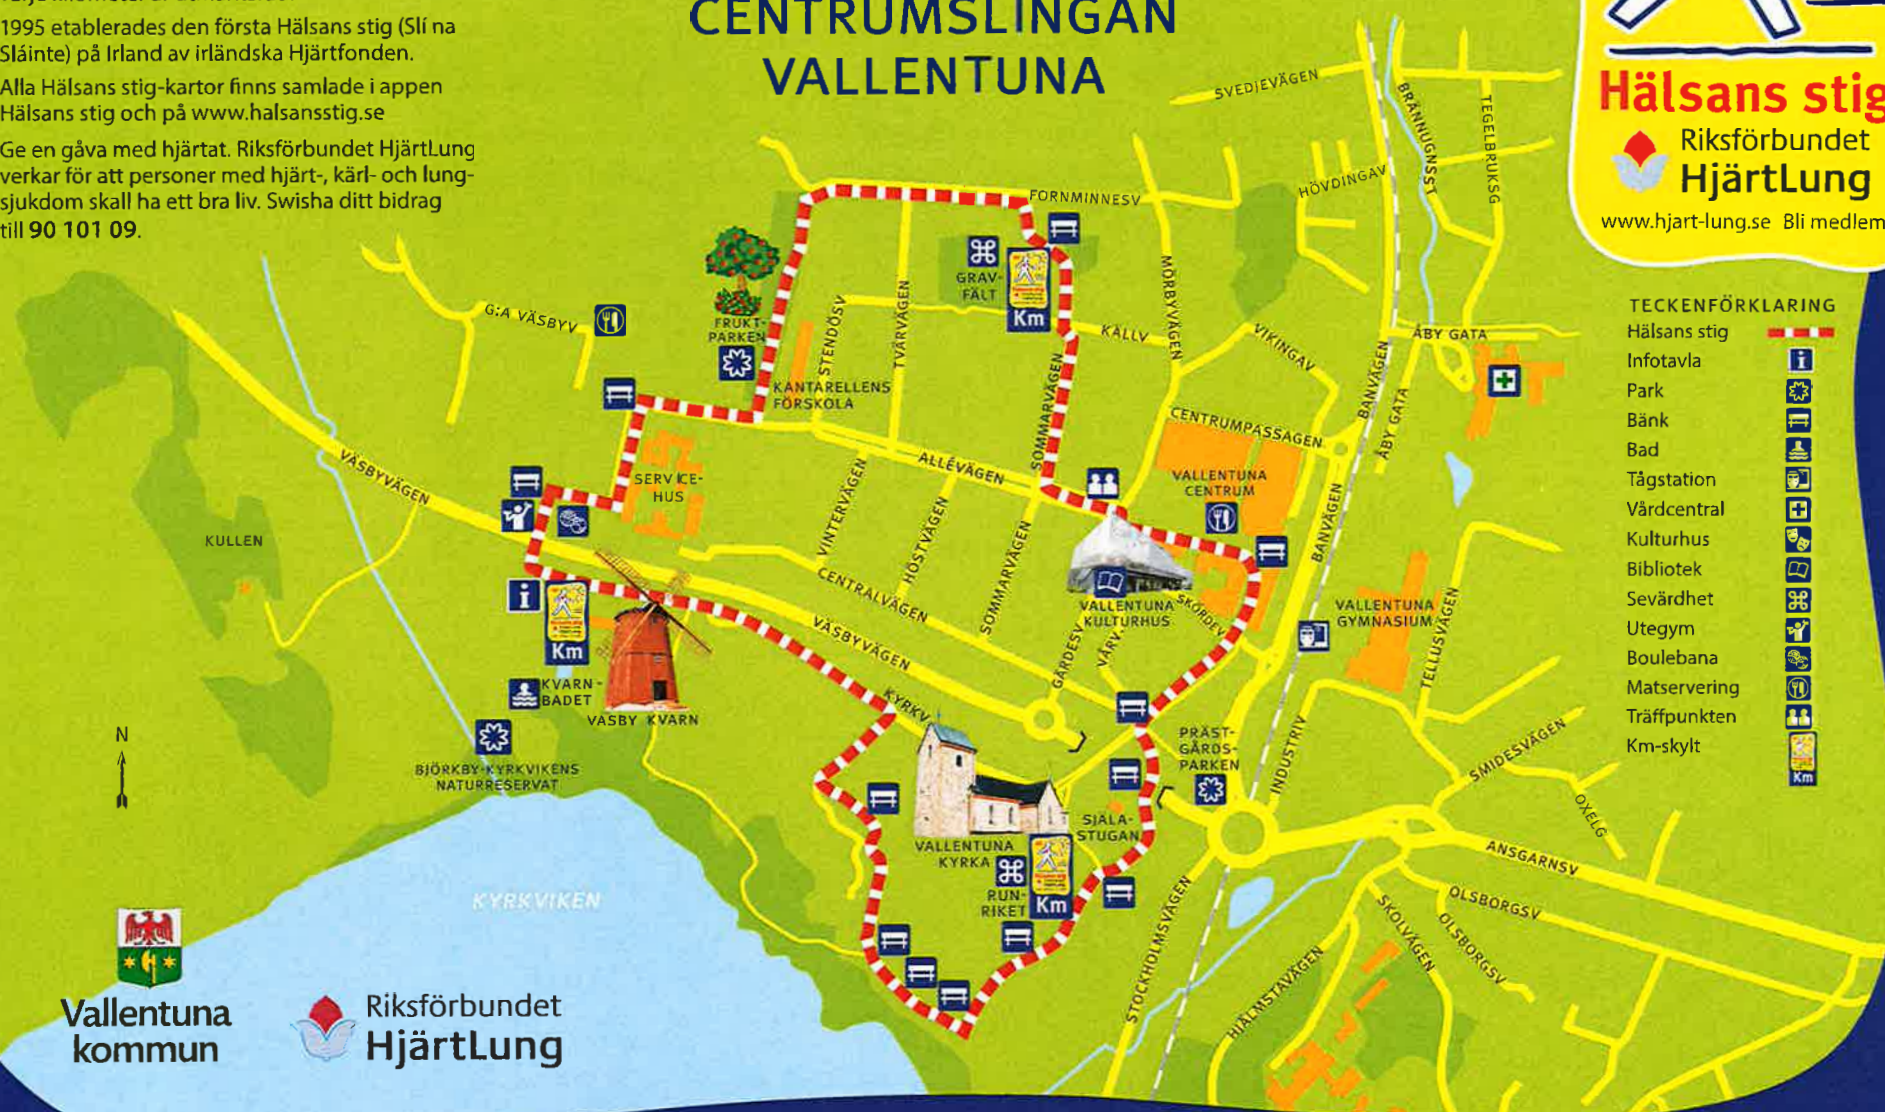 1995 etablerades den första Hälsans stig (Slí na
Sláinte) på Irland av irländska Hjärtfonden.
Alla Hälsans stig-kartor finns samlade i appen
Hälsans stig och på www.halsansstig.se
Ge en gåva med hjärtat. Riksförbundet HjärtLung
verkar för att personer med hjärt-, kärl- och lung-
sjukdom skall ha ett bra liv. Swisha ditt bidrag
till 90 101 09.
CENTRUMSLINGAN
VALLENTUNA
Hälsans stig
Riksförbundet
HjärtLung
www.hjart-lung.se Bli medlem
TECKENFÖRKLARING
Hälsans stig
Infotavla
i
Park
Bänk
Bad
Tågstation
Vårdcentral
Kulturhus
Bibliotek
Sevärdhet
Utegym
Boulebana
Matservering
Träffpunkten
Km-skylt
Km
SVEDJEVÄGEN
BRÄNNUGNSST
TEGELBRUKSG
HÖVDINGAV
FORNMINNESV
GRAV-
FÄLT
Km
MÖRBYVÄGEN
G:A VÄSBYV
FRUKT-
PARKEN
STENDÖSV
TVÄRVÄGEN
KÄLLV
VIKINGAV
ÅBY GATA
BANVÄGEN
ÅBY GATA
KANTARELLENS
FÖRSKOLA
SOMMARVÄGEN
CENTRUMPASSAGEN
ALLÉVÄGEN
VÄSBYVÄGEN
SERVICE-
HUS
VALLENTUNA
CENTRUM
VINTERVÄGEN
HÖSTVÄGEN
SOMMARVÄGEN
BANVÄGEN
KULLEN
CENTRALVÄGEN
i
Km
VALLENTUNA
KULTURHUS
SKÖRDEV
GÄRDESV
VÅRV.
VALLENTUNA
GYMNASIUM
TELLUSVÄGEN
VÄSBYVÄGEN
KVARN-
BADET
VÄSBY KVARN
KYRKV
N
BJÖRKBY-KYRKVIKENS
NATURRESERVAT
PRÄST-
GÅRDS-
PARKEN
INDUSTRIV
SMIDESVÄGEN
OXELG
SJÄLA-
STUGAN
VALLENTUNA
KYRKA
RUN-
RIKET
Km
ANSGARNSV
OLSBORGSV
OLSBORGSV
SKOLVÄGEN
STOCKHOLMSVÄGEN
HJÄLMSTAVÄGEN
KYRKVIKEN
Vallentuna
kommun
Riksförbundet
HjärtLung